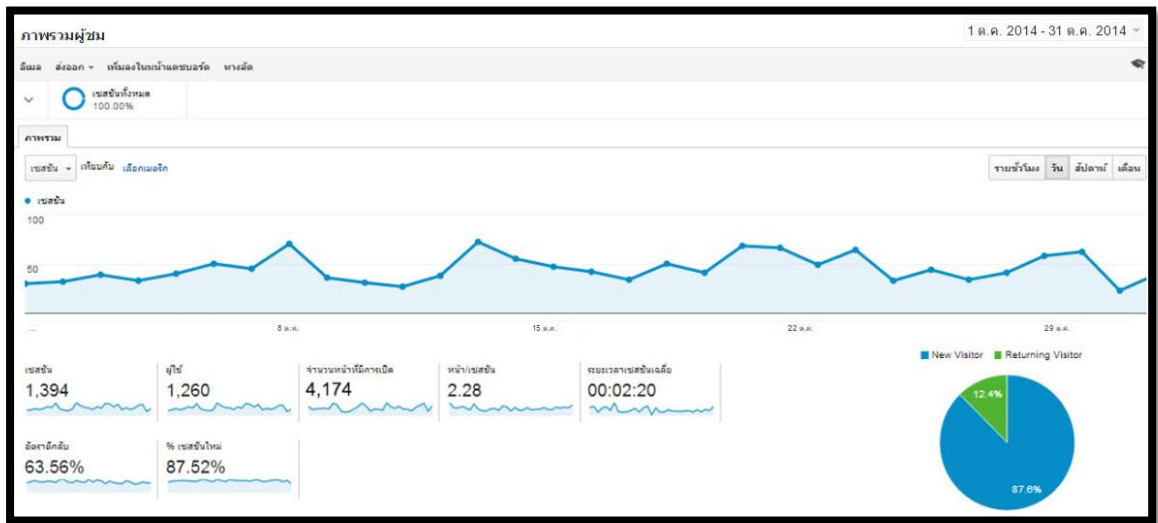 ภาพรวมผู้ชม
1 ต.ค. 2014 - 31 ต.ค. 2014
อีเมล ส่งออก เพิ่มลงในหน้าแดชบอร์ด ทางลัด
เซสชันทั้งหมด
100.00%
ภาพรวม
เซสชัน เทียบกับ เลือกเมตริก
รายชั่วโมง วัน สัปดาห์ เดือน
เซสชัน
100
50
... 8 ต.ค. 15 ต.ค. 22 ต.ค. 29 ต.ค.
New Visitor Returning Visitor
เซสชัน ผู้ใช้ จำนวนหน้าที่มีการเปิด หน้า/เซสชัน ระยะเวลาเซสชันเฉลี่ย
1,394 1,260 4,174 2.28 00:02:20
12.4%
อัตราตีกลับ % เซสชันใหม่
63.56% 87.52%
87.6%